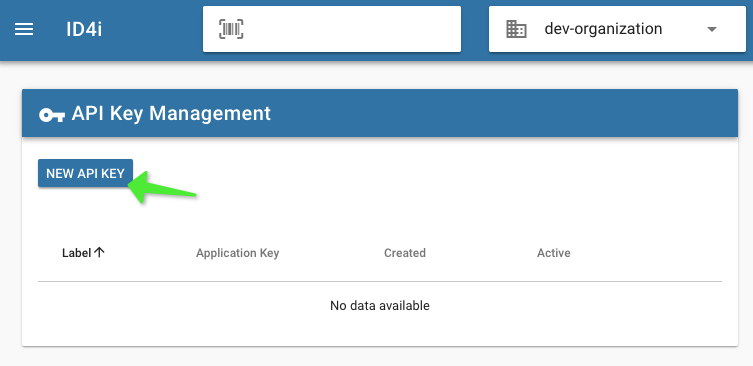 ID4i
dev-organization
API Key Management
NEW API KEY
Label Application Key Created Active
No data available